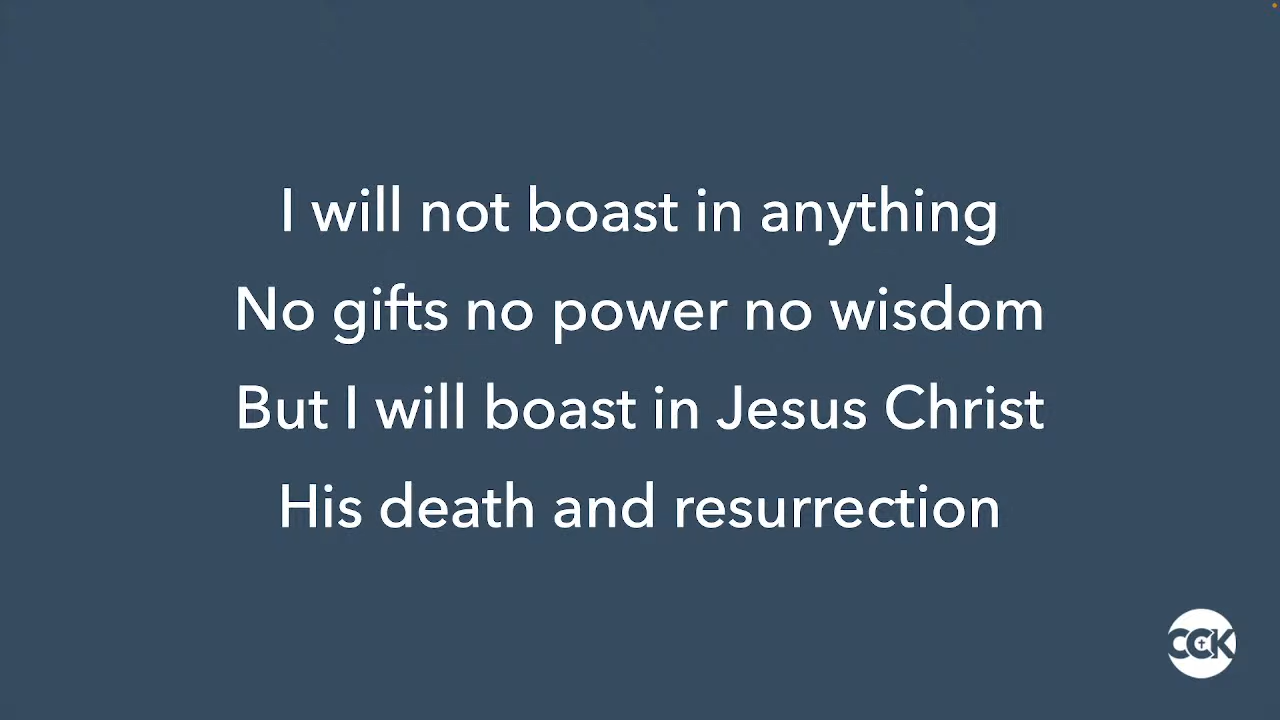 I will not boast in anything
No gifts no power no wisdom
But I will boast in Jesus Christ
His death and resurrection
CCK